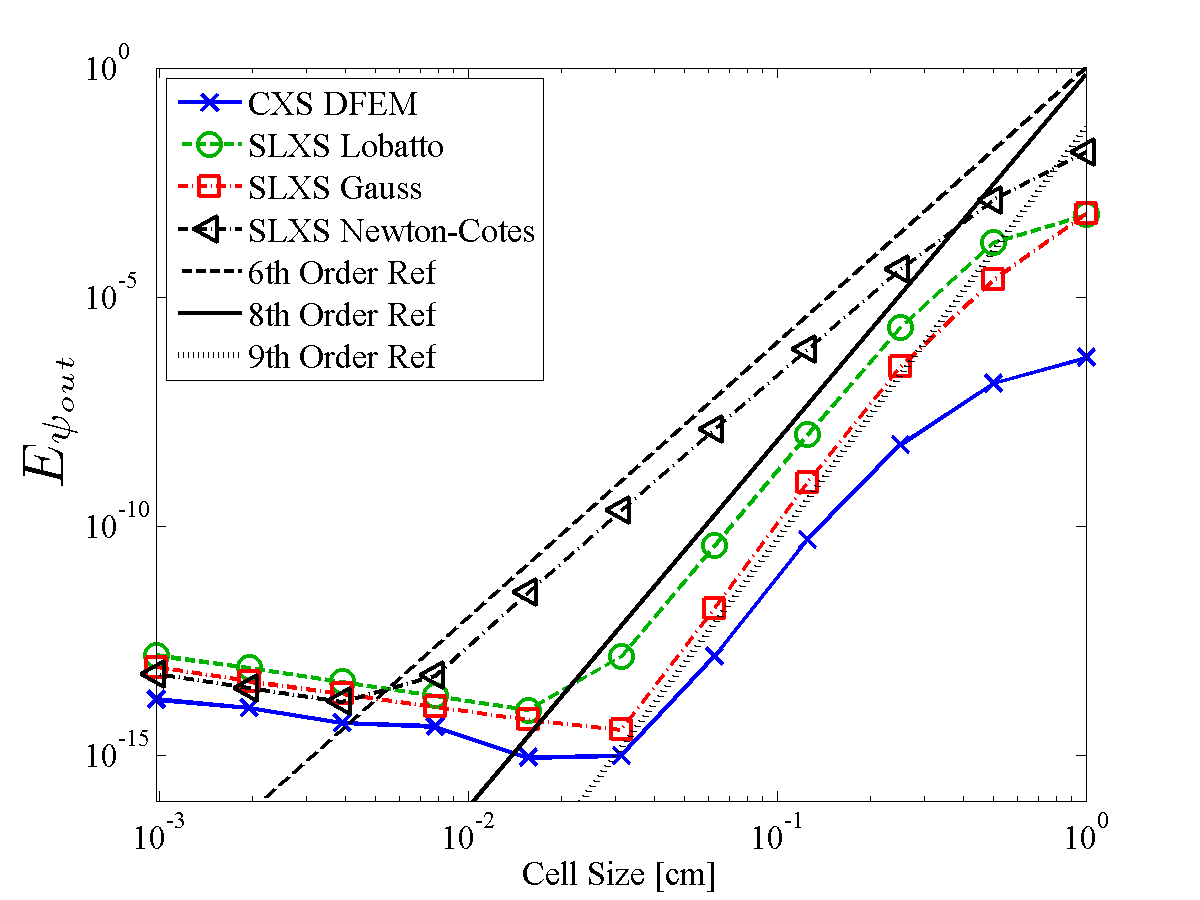 10^0
10^-5
10^-10
10^-15
E_ψ_out
CXS DFEM
SLXS Lobatto
SLXS Gauss
SLXS Newton-Cotes
6th Order Ref
8th Order Ref
9th Order Ref
10^-3 10^-2 10^-1 10^0
Cell Size [cm]